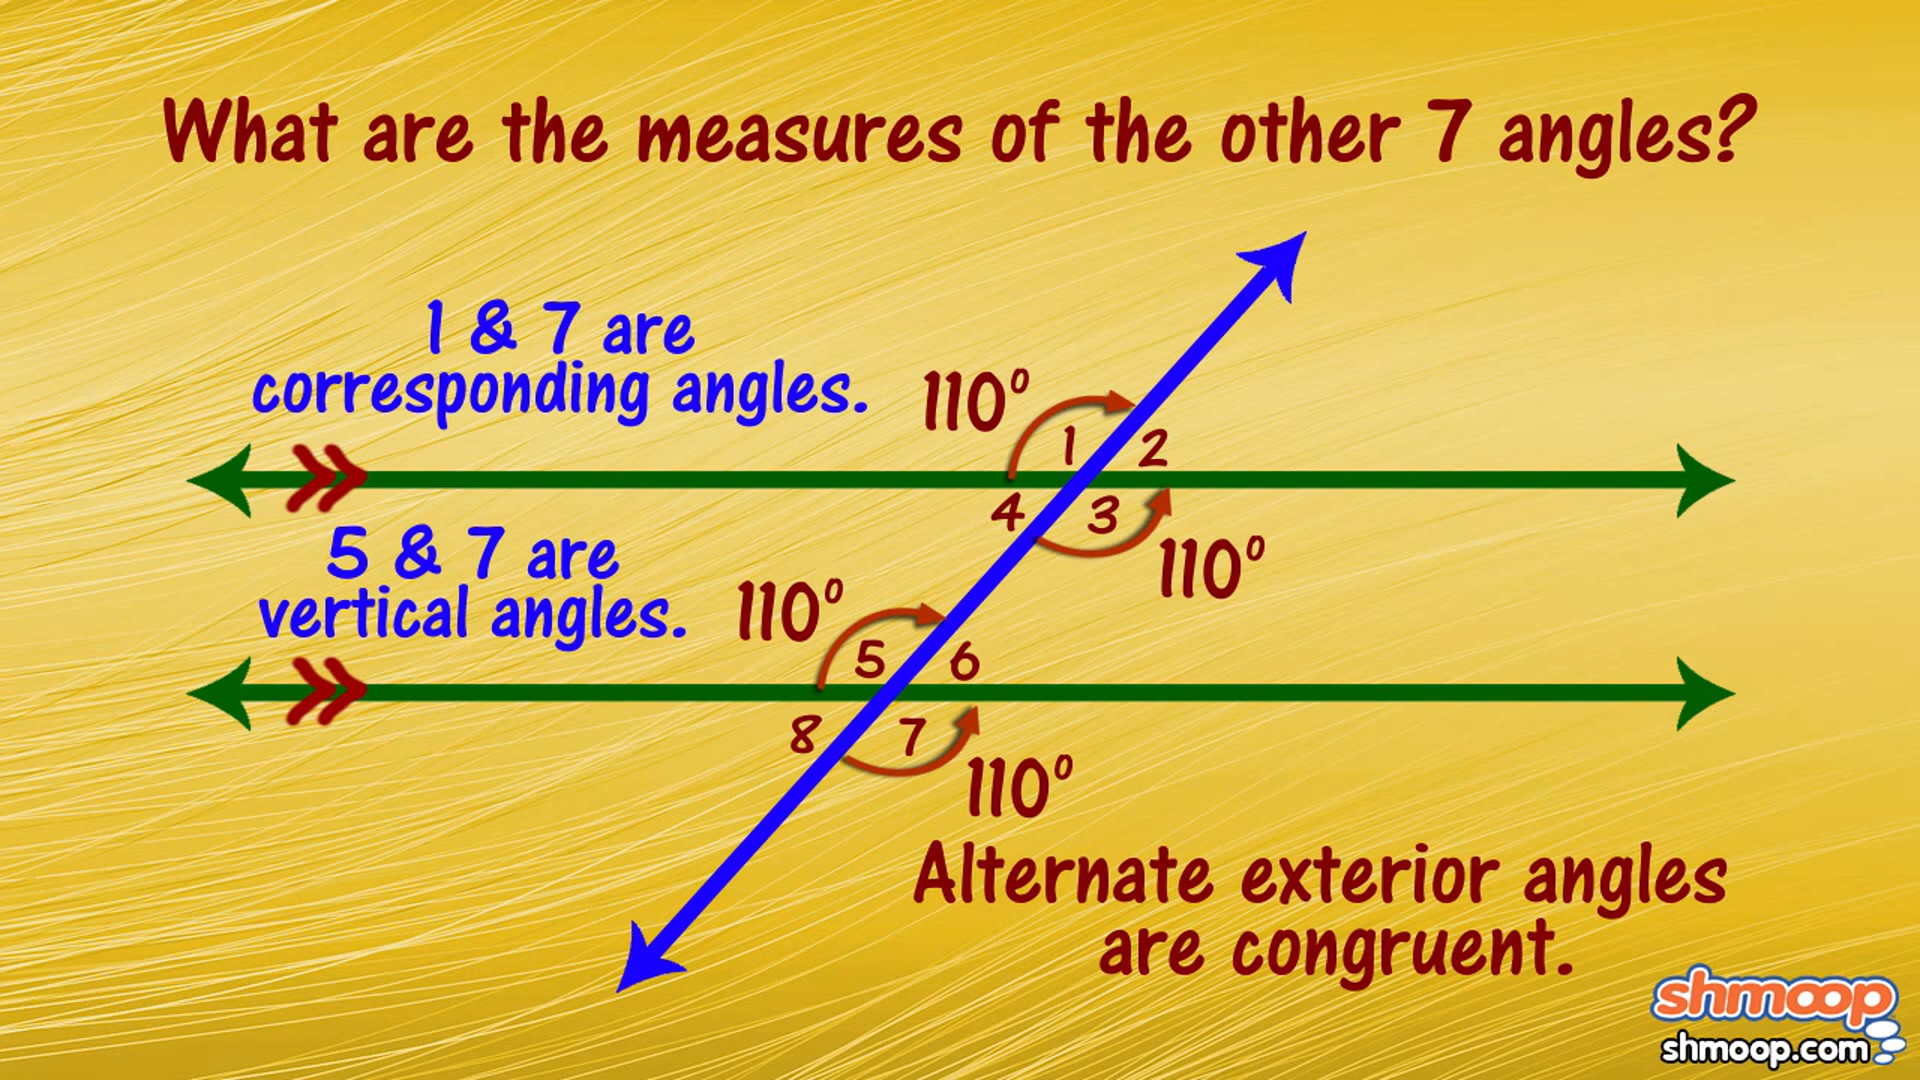 What are the measures of the other 7 angles?
1 & 7 are
corresponding angles.
110°
1
2
4
3
110°
5 & 7 are
vertical angles.
110°
5
6
8
7
110°
Alternate exterior angles
are congruent.
shmoop
shmoop.com